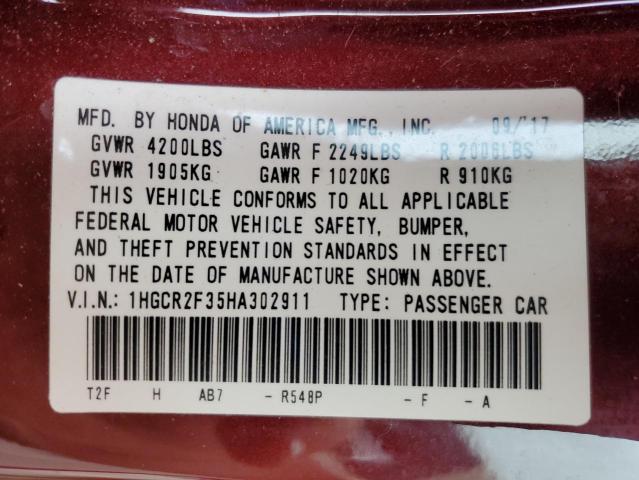 MFD. BY HONDA OF AMERICA MFG., INC. 09/17
GVWR 4200LBS GAWR F 2249LBS R 2006LBS
GVWR 1905KG GAWR F 1020KG R 910KG
THIS VEHICLE CONFORMS TO ALL APPLICABLE
FEDERAL MOTOR VEHICLE SAFETY, BUMPER,
AND THEFT PREVENTION STANDARDS IN EFFECT
ON THE DATE OF MANUFACTURE SHOWN ABOVE.
V.I.N.: 1HGCR2F35HA302911 TYPE: PASSENGER CAR
T2F H AB7 - R548P - F - A